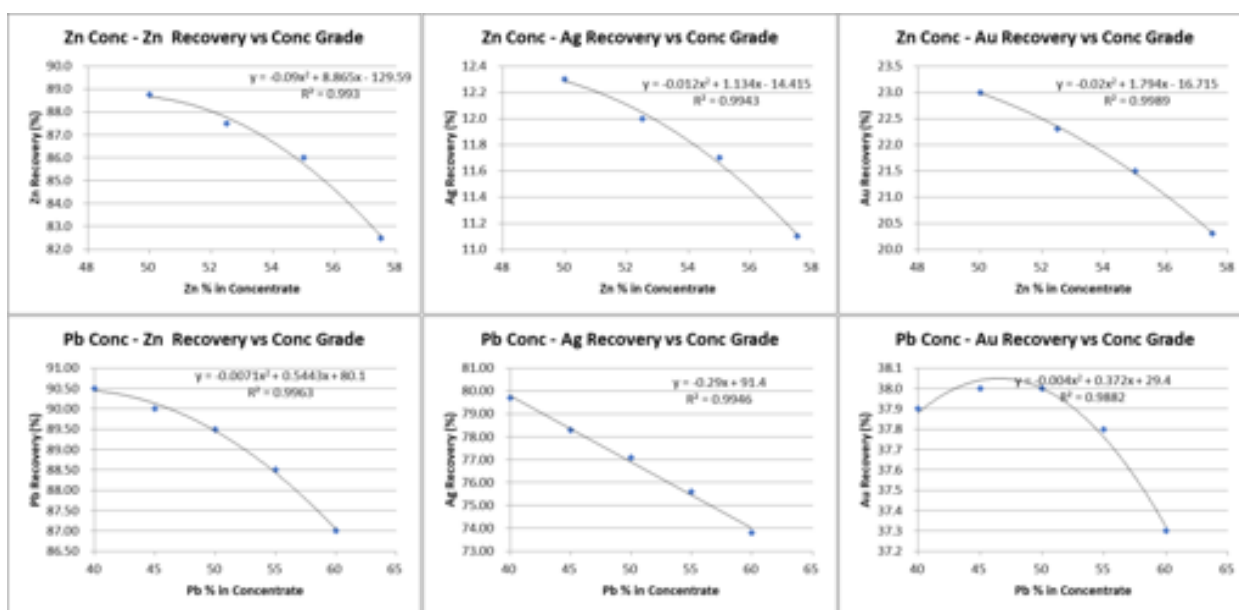 Zn Conc - Zn  Recovery vs Conc Grade
y = -0.09x² + 8.865x - 129.59
R² = 0.993
Zn Recovery (%)
90.0
89.0
88.0
87.0
86.0
85.0
84.0
83.0
82.0
48 50 52 54 56 58
Zn % in Concentrate
Zn Conc - Ag Recovery vs Conc Grade
y = -0.012x² + 1.134x - 14.415
R² = 0.9943
Ag Recovery (%)
12.4
12.2
12.0
11.8
11.6
11.4
11.2
11.0
48 50 52 54 56 58
Zn % in Concentrate
Zn Conc - Au Recovery vs Conc Grade
y = -0.02x² + 1.794x - 16.715
R² = 0.9989
Au Recovery (%)
23.5
23.0
22.5
22.0
21.5
21.0
20.5
20.0
48 50 52 54 56 58
Zn % in Concentrate
Pb Conc - Zn  Recovery vs Conc Grade
y = -0.0071x² + 0.5443x + 80.1
R² = 0.9963
Pb Recovery (%)
91.00
90.50
90.00
89.50
89.00
88.50
88.00
87.50
87.00
86.50
40 45 50 55 60 65
Pb % in Concentrate
Pb Conc - Ag Recovery vs Conc Grade
y = -0.29x + 91.4
R² = 0.9946
Ag Recovery (%)
81.00
80.00
79.00
78.00
77.00
76.00
75.00
74.00
73.00
40 45 50 55 60 65
Pb % in Concentrate
Pb Conc - Au Recovery vs Conc Grade
y = -0.004x² + 0.372x + 29.4
R² = 0.9882
Au Recovery (%)
38.1
38.0
37.9
37.8
37.7
37.6
37.5
37.4
37.3
37.2
40 45 50 55 60 65
Pb % in Concentrate